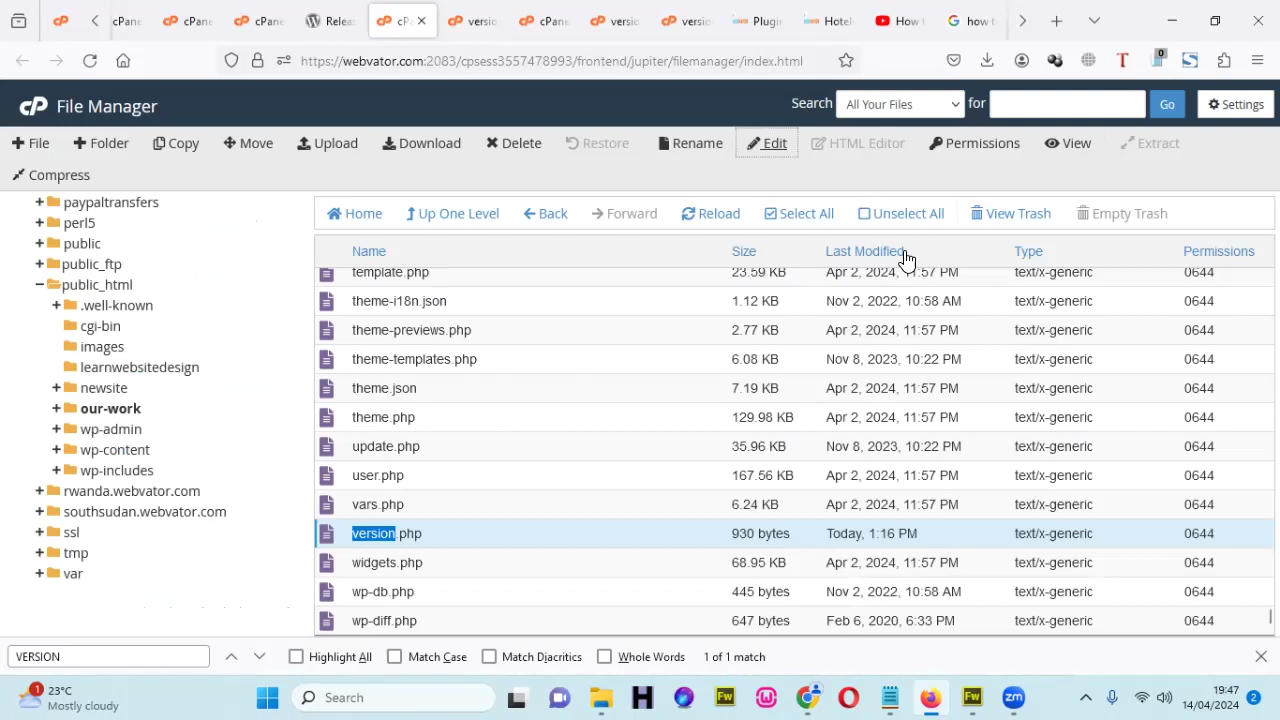 cPane
cPane
cPane
Relea
cPa
versio
cPane
versio
versio
Plugin
Hotel
How t
how to
https://webvator.com:2083/cpsess3557478993/frontend/jupiter/filemanager/index.html
0
cP File Manager
Search All Your Files for Go Settings
File Folder Copy Move Upload Download Delete Restore Rename Edit HTML Editor Permissions View Extract
Compress
paypaltransfers
perl5
public
public_ftp
public_html
.well-known
cgi-bin
images
learnwebsitedesign
newsite
our-work
wp-admin
wp-content
wp-includes
rwanda.webvator.com
southsudan.webvator.com
ssl
tmp
var
Home Up One Level Back Forward Reload Select All Unselect All View Trash Empty Trash
Name Size Last Modified Type Permissions
template.php 23.59 KB Apr 2, 2024, 11:57 PM text/x-generic 0644
theme-i18n.json 1.12 KB Nov 2, 2022, 10:58 AM text/x-generic 0644
theme-previews.php 2.77 KB Apr 2, 2024, 11:57 PM text/x-generic 0644
theme-templates.php 6.08 KB Nov 8, 2023, 10:22 PM text/x-generic 0644
theme.json 7.19 KB Apr 2, 2024, 11:57 PM text/x-generic 0644
theme.php 129.98 KB Apr 2, 2024, 11:57 PM text/x-generic 0644
update.php 35.96 KB Nov 8, 2023, 10:22 PM text/x-generic 0644
user.php 167.56 KB Apr 2, 2024, 11:57 PM text/x-generic 0644
vars.php 6.24 KB Apr 2, 2024, 11:57 PM text/x-generic 0644
version.php 930 bytes Today, 1:16 PM text/x-generic 0644
widgets.php 68.95 KB Apr 2, 2024, 11:57 PM text/x-generic 0644
wp-db.php 445 bytes Nov 2, 2022, 10:58 AM text/x-generic 0644
wp-diff.php 647 bytes Feb 6, 2020, 6:33 PM text/x-generic 0644
VERSION Highlight All Match Case Match Diacritics Whole Words 1 of 1 match
1 23°C
Mostly cloudy
Search
H
Fw
Fw
zm
19:47
14/04/2024
2